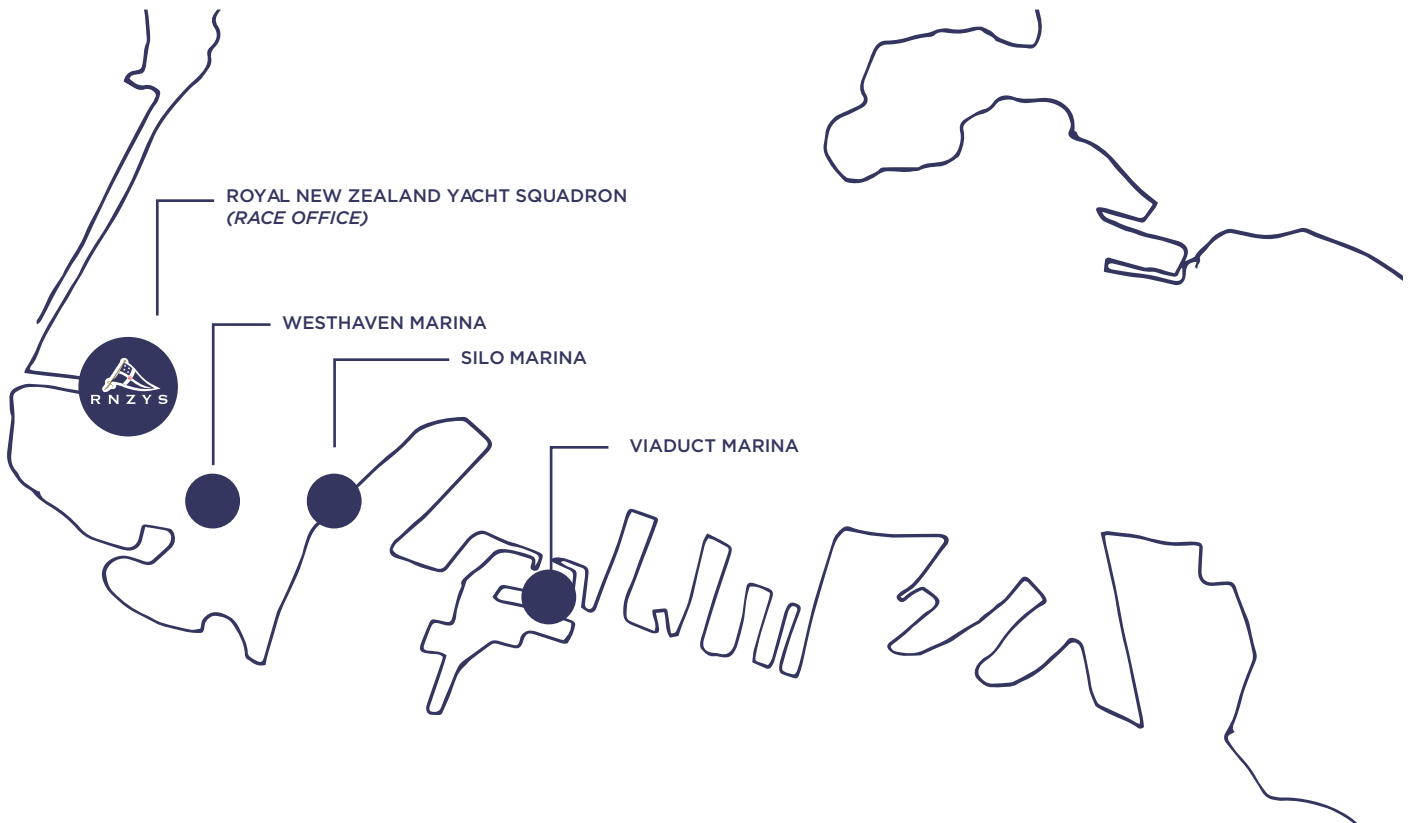 ROYAL NEW ZEALAND YACHT SQUADRON
(RACE OFFICE)
WESTHAVEN MARINA
SILO MARINA
RNZYS
VIADUCT MARINA